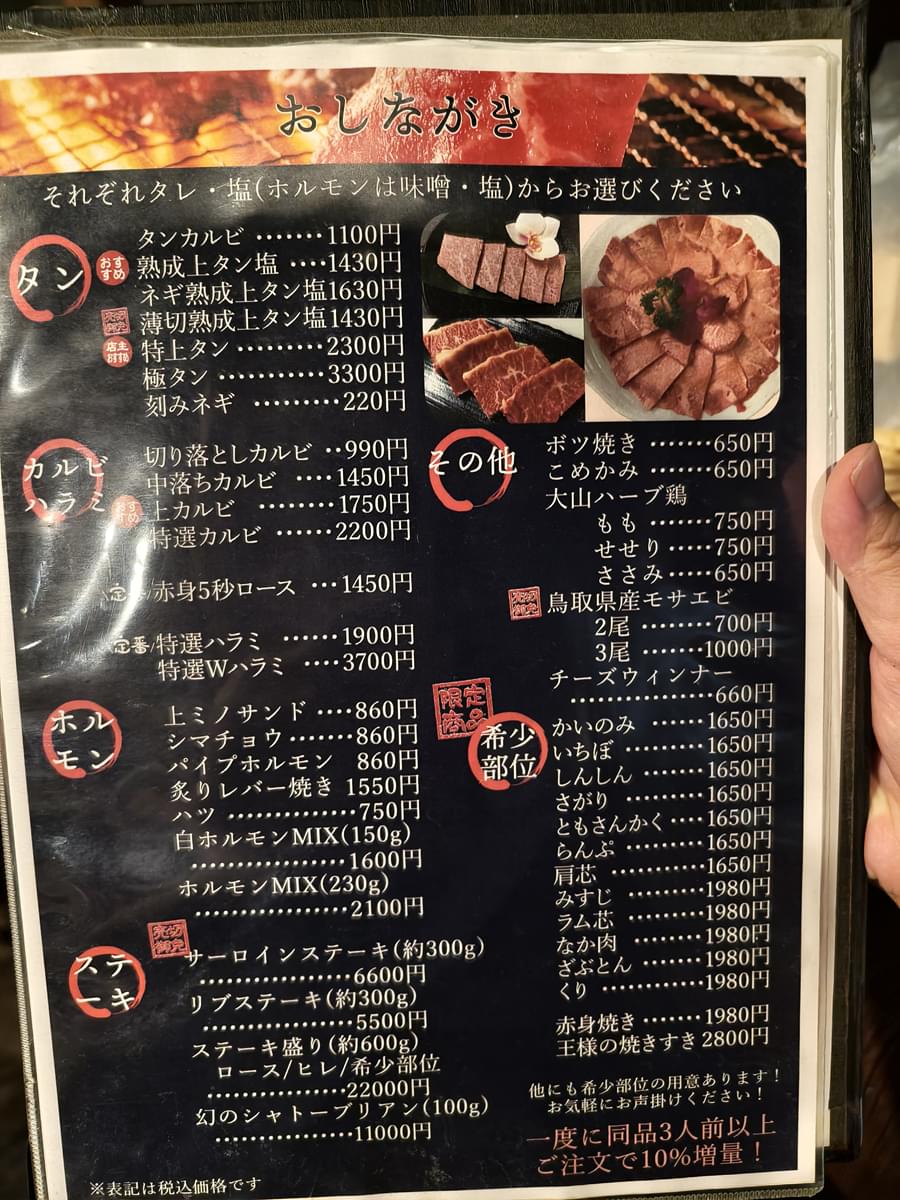 おしながき
それぞれタレ・塩(ホルモンは味噌・塩)からお選びください
タン
タンカルビ ・・・・・・・1100円
おすすめ 熟成上タン塩 ・・・・1430円
ネギ熟成上タン塩1630円
売切御免 薄切熟成上タン塩1430円
店主 特上タン ・・・・・・・・・2300円
極タン ・・・・・・・・・・・3300円
刻みネギ ・・・・・・・・・220円
カルビ
ハラミ
切り落としカルビ ・・990円
中落ちカルビ ・・・・1450円
おすすめ 上カルビ ・・・・・・・1750円
特選カルビ ・・・・・・2200円
定番/赤身5秒ロース ・・・1450円
定番/特選ハラミ ・・・・・・1900円
特選Wハラミ ・・・・3700円
ホル
モン
上ミノサンド ・・・・860円
シマチョウ ・・・・・・・860円
パイプホルモン 860円
炙りレバー焼き 1550円
ハツ ・・・・・・・・・・・・・750円
白ホルモンMIX(150g)
・・・・・・・・・・・・・・・・・1600円
ホルモンMIX(230g)
・・・・・・・・・・・・・・・・・2100円
売切御免
ステ
ーキ
サーロインステーキ(約300g)
・・・・・・・・・・・・・・・・・6600円
リブステーキ(約300g)
・・・・・・・・・・・・・・・・・5500円
ステーキ盛り(約600g)
ロース/ヒレ/希少部位
・・・・・・・・・・・・・・・22000円
幻のシャトーブリアン(100g)
・・・・・・・・・・・・・・・11000円
※表記は税込価格です
その他
ボツ焼き ・・・・・・・650円
こめかみ ・・・・・・・650円
大山ハーブ鶏
もも ・・・・・・・750円
せせり ・・・・・750円
ささみ ・・・・・650円
売切御免 鳥取県産モサエビ
2尾 ・・・・・・・・700円
3尾 ・・・・・・・1000円
チーズウィンナー
・・・・・・・・・・・・・・・・660円
限定
商品
希少
部位
かいのみ ・・・・・・・1650円
いちぼ ・・・・・・・・・1650円
しんしん ・・・・・・・1650円
さがり ・・・・・・・・・1650円
ともさんかく ・・・1650円
らんぷ ・・・・・・・・・1650円
肩芯 ・・・・・・・・・・・1650円
みすじ ・・・・・・・・・1980円
ラム芯 ・・・・・・・・・1980円
なか肉 ・・・・・・・・1980円
ざぶとん ・・・・・・・1980円
くり ・・・・・・・・・・・・1980円
赤身焼き ・・・・・・・1980円
王様の焼きすき 2800円
他にも希少部位の用意あります！
お気軽にお声掛けください！
一度に同品3人前以上
ご注文で10%増量！